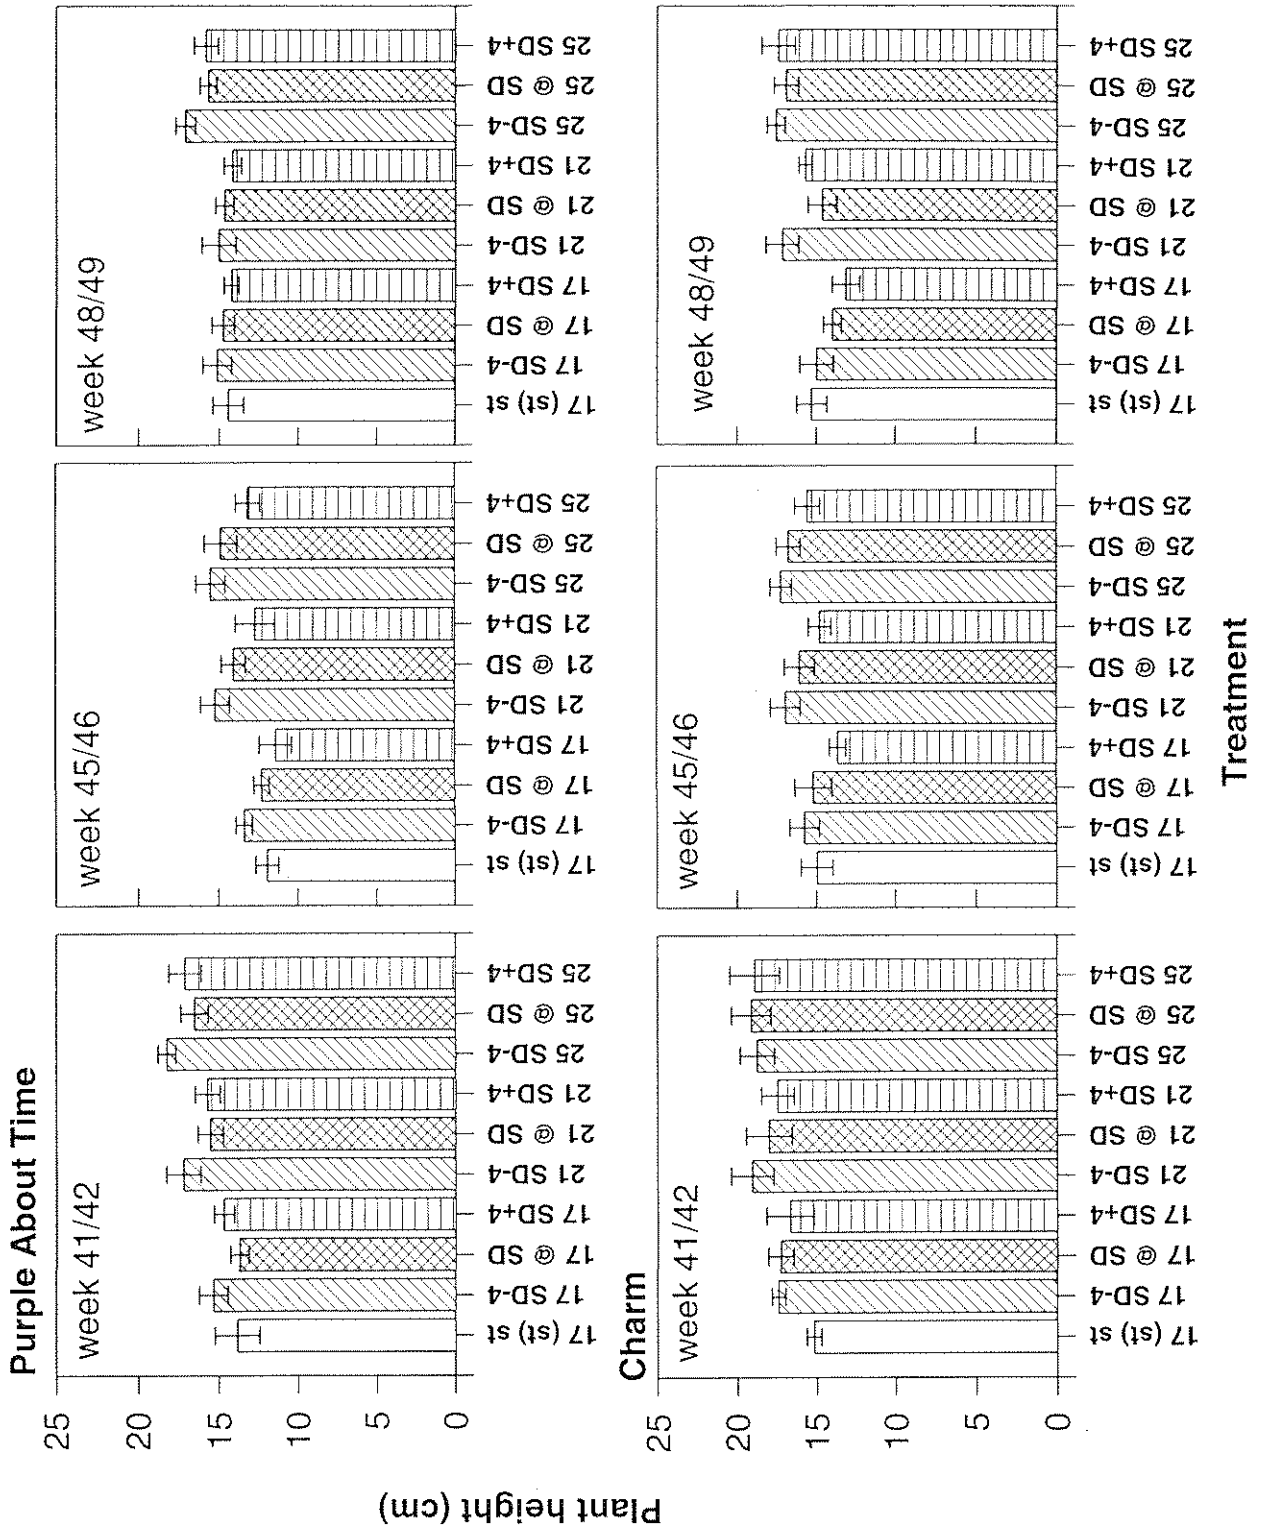 Purple About Time
week 41/42
week 45/46
week 48/49
25
20
15
10
5
0
17 (st) st
17 SD-4
17 @ SD
17 SD+4
21 SD-4
21 @ SD
21 SD+4
25 SD-4
25 @ SD
25 SD+4
17 (st) st
17 SD-4
17 @ SD
17 SD+4
21 SD-4
21 @ SD
21 SD+4
25 SD-4
25 @ SD
25 SD+4
17 (st) st
17 SD-4
17 @ SD
17 SD+4
21 SD-4
21 @ SD
21 SD+4
25 SD-4
25 @ SD
25 SD+4
Plant height (cm)
Charm
week 41/42
week 45/46
week 48/49
25
20
15
10
5
0
17 (st) st
17 SD-4
17 @ SD
17 SD+4
21 SD-4
21 @ SD
21 SD+4
25 SD-4
25 @ SD
25 SD+4
17 (st) st
17 SD-4
17 @ SD
17 SD+4
21 SD-4
21 @ SD
21 SD+4
25 SD-4
25 @ SD
25 SD+4
17 (st) st
17 SD-4
17 @ SD
17 SD+4
21 SD-4
21 @ SD
21 SD+4
25 SD-4
25 @ SD
25 SD+4
Treatment